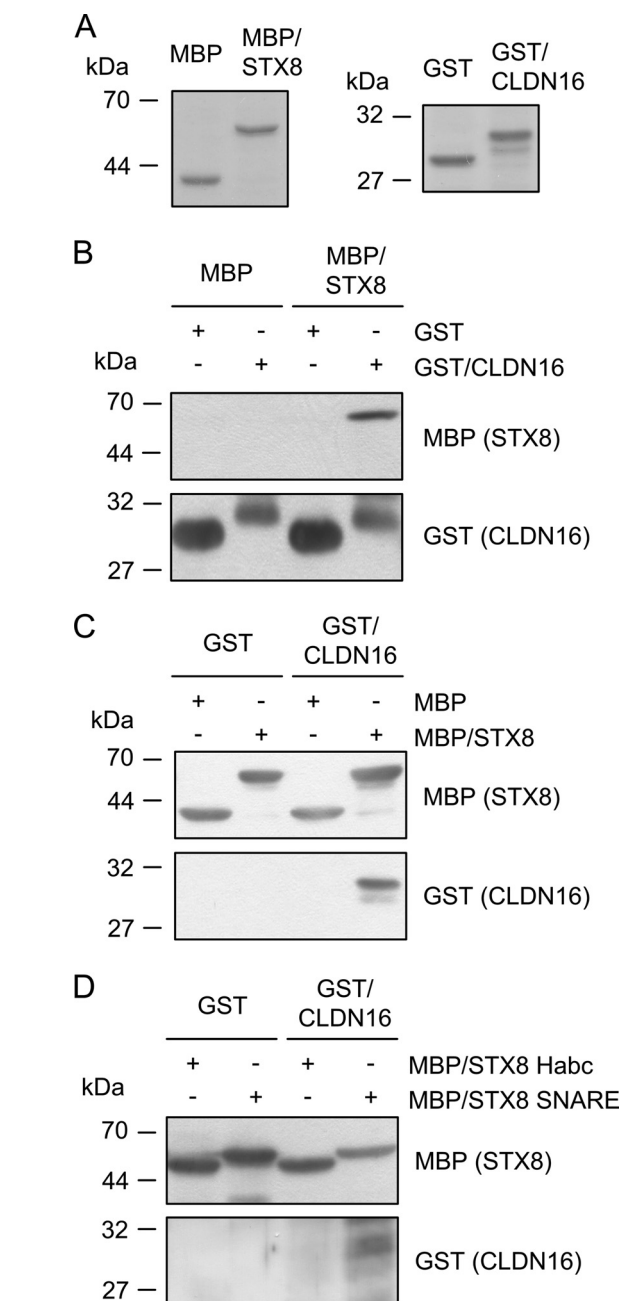 A
MBP MBP/
STX8
kDa
70 –
44 –
GST GST/
CLDN16
kDa
32 –
27 –
B
MBP MBP/
STX8
+ - + - GST
kDa - + - + GST/CLDN16
70 –
44 –
MBP (STX8)
32 –
27 –
GST (CLDN16)
C
GST GST/
CLDN16
+ - + - MBP
kDa - + - + MBP/STX8
70 –
44 –
MBP (STX8)
32 –
27 –
GST (CLDN16)
D
GST GST/
CLDN16
+ - + - MBP/STX8 Habc
kDa - + - + MBP/STX8 SNARE
70 –
44 –
MBP (STX8)
32 –
27 –
GST (CLDN16)